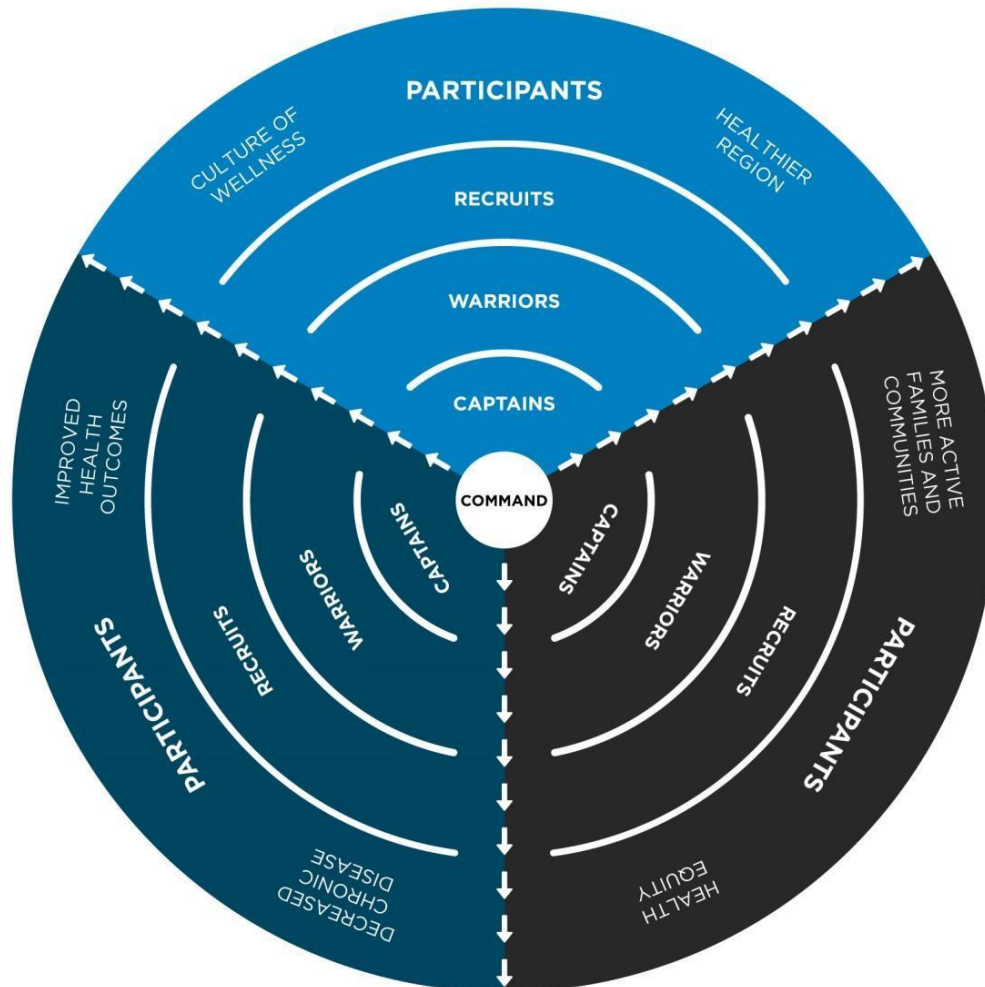 PARTICIPANTS
CULTURE OF
WELLNESS
HEALTHIER
REGION
RECRUITS
WARRIORS
CAPTAINS
COMMAND
CAPTAINS
WARRIORS
RECRUITS
PARTICIPANTS
MORE ACTIVE
FAMILIES AND
COMMUNITIES
HEALTH
EQUITY
CAPTAINS
WARRIORS
RECRUITS
PARTICIPANTS
IMPROVED
HEALTH
OUTCOMES
DECREASED
CHRONIC
DISEASE